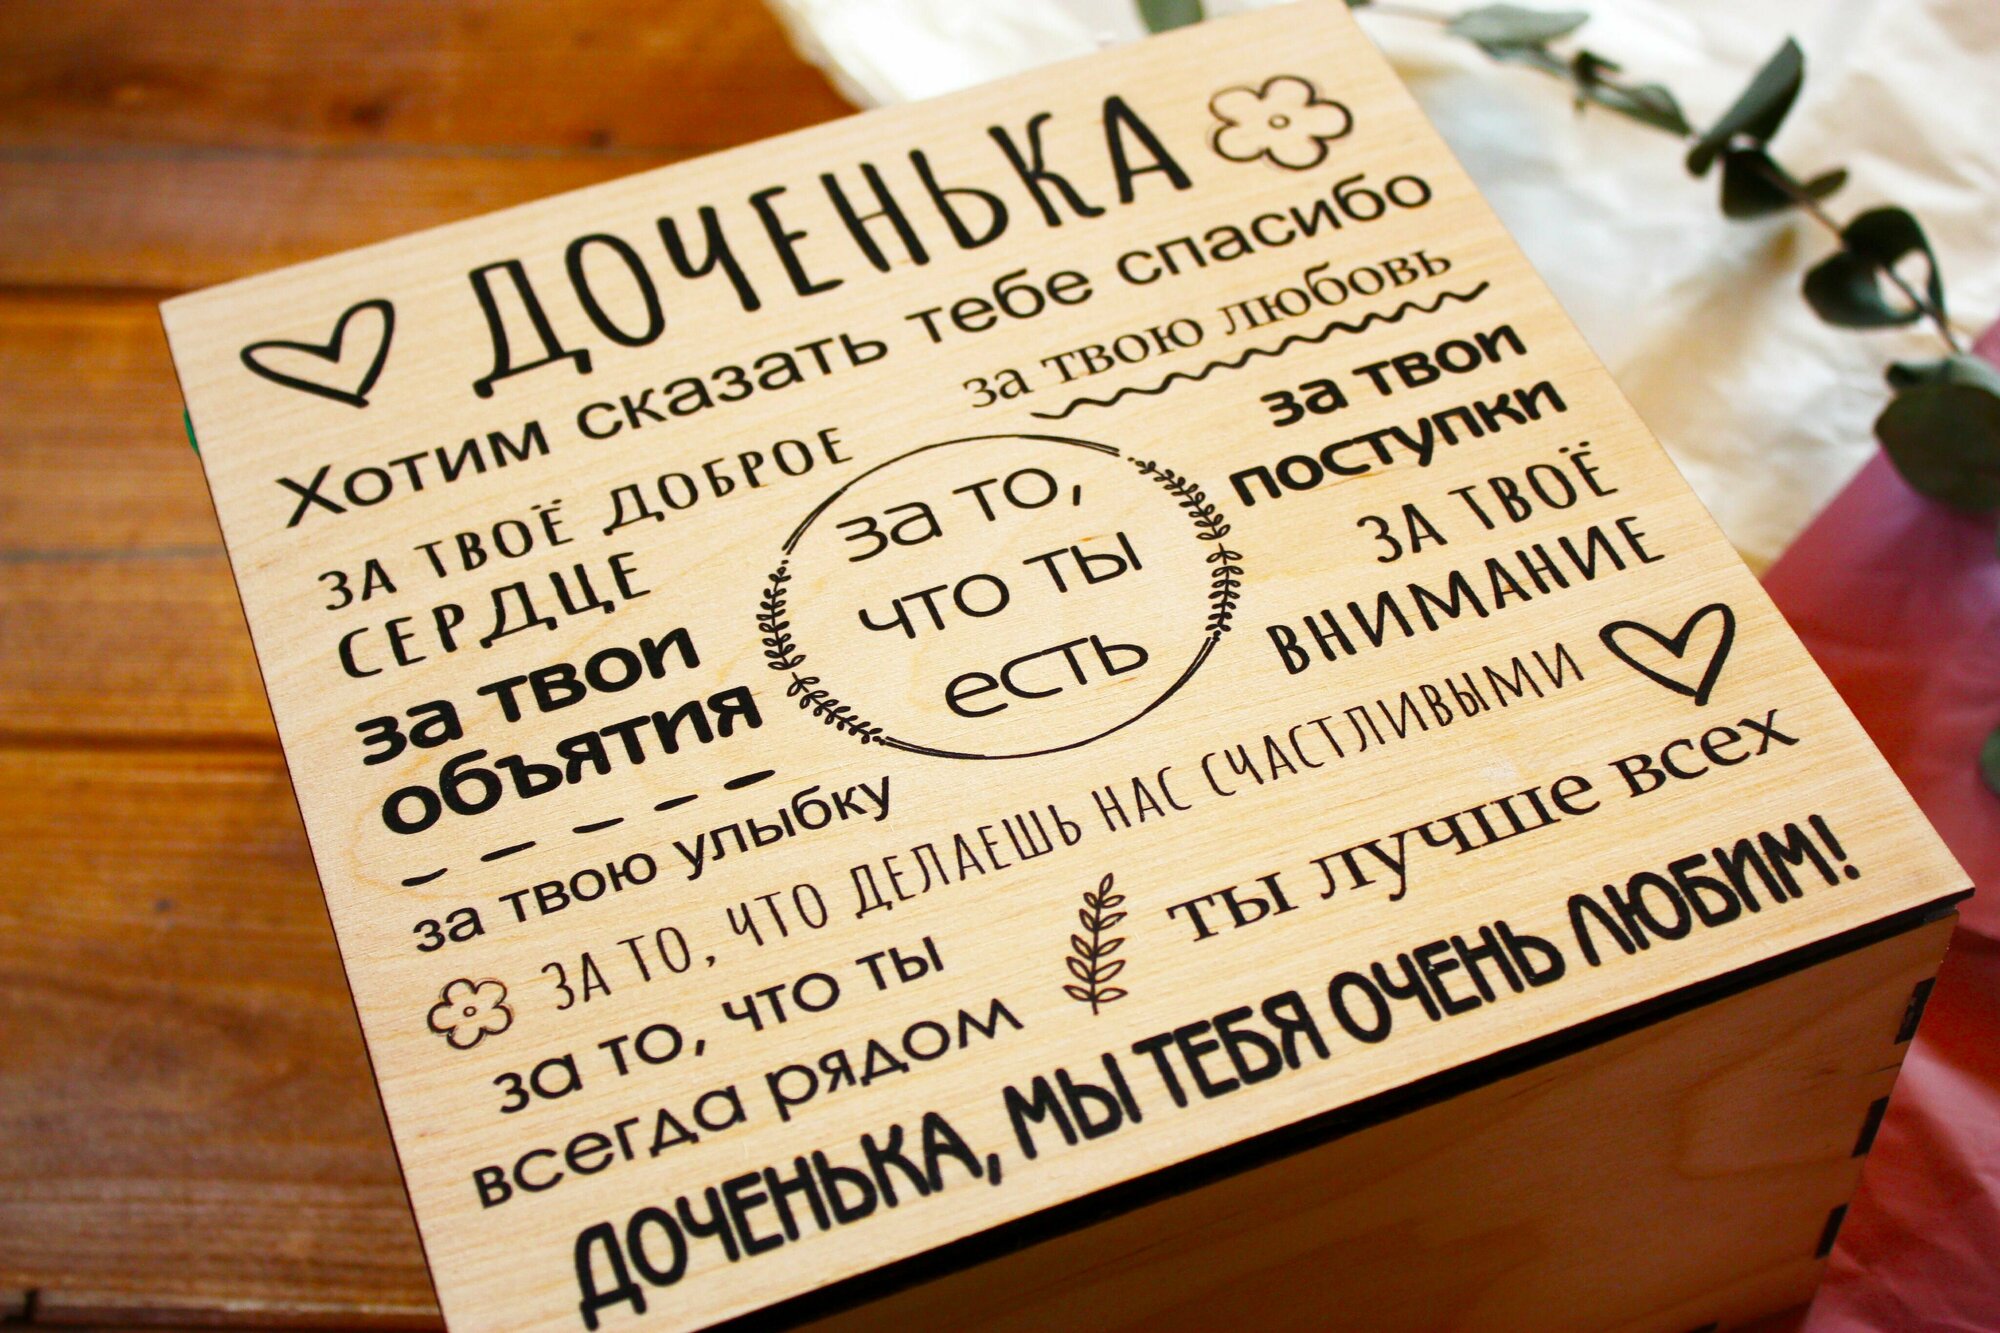 ДОЧЕНЬКА
Хотим сказать тебе спасибо
за твою любовь
ЗА ТВОЁ ДОБРОЕ
СЕРДЦЕ
за то,
что ты
есть
за твои
поступки
ЗА ТВОЁ
ВНИМАНИЕ
за твои
объятия
за твою улыбку
ЗА ТО, ЧТО ДЕЛАЕШЬ НАС СЧАСТЛИВЫМИ
за то, что ты
всегда рядом
ты лучше всех
ДОЧЕНЬКА, МЫ ТЕБЯ ОЧЕНЬ ЛЮБИМ!